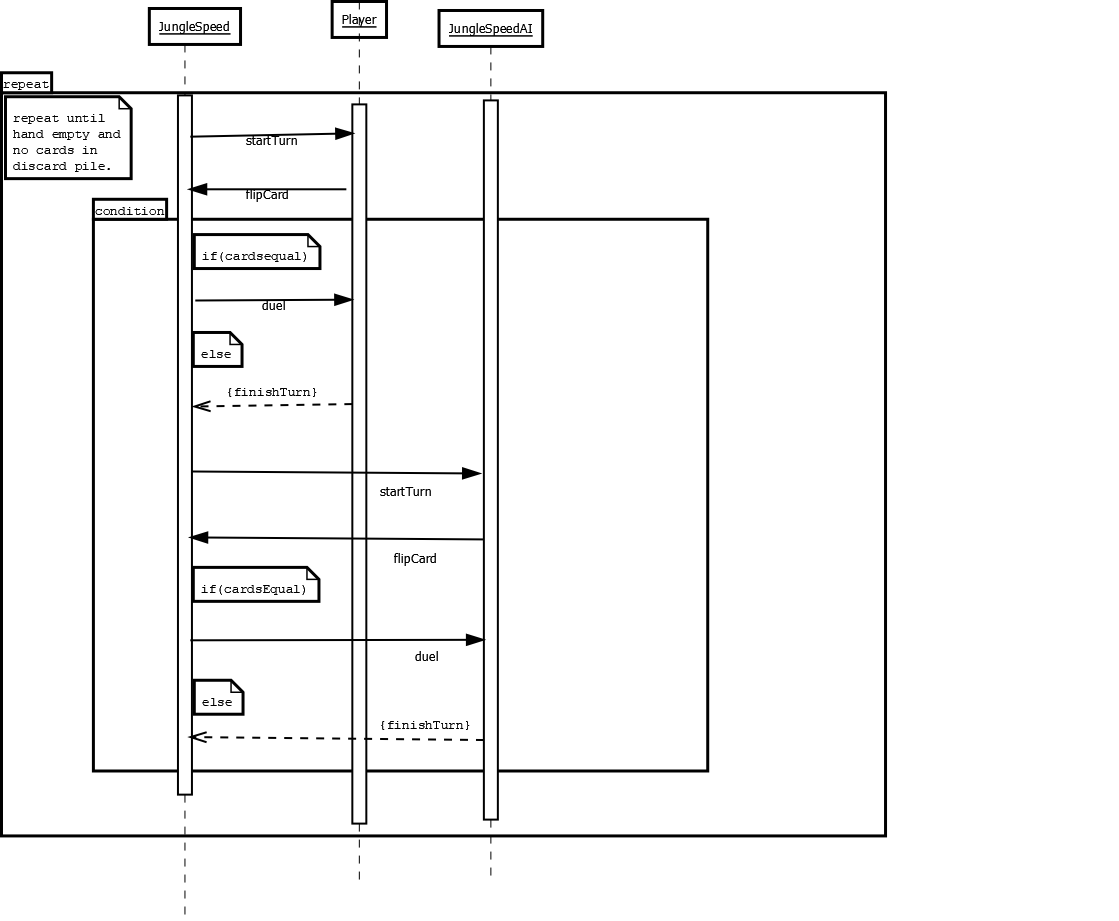 JungleSpeed
Player
JungleSpeedAI
repeat
repeat until
hand empty and
no cards in
discard pile.
startTurn
flipCard
condition
if(cardsequal)
duel
else
{finishTurn}
startTurn
flipCard
if(cardsEqual)
duel
else
{finishTurn}